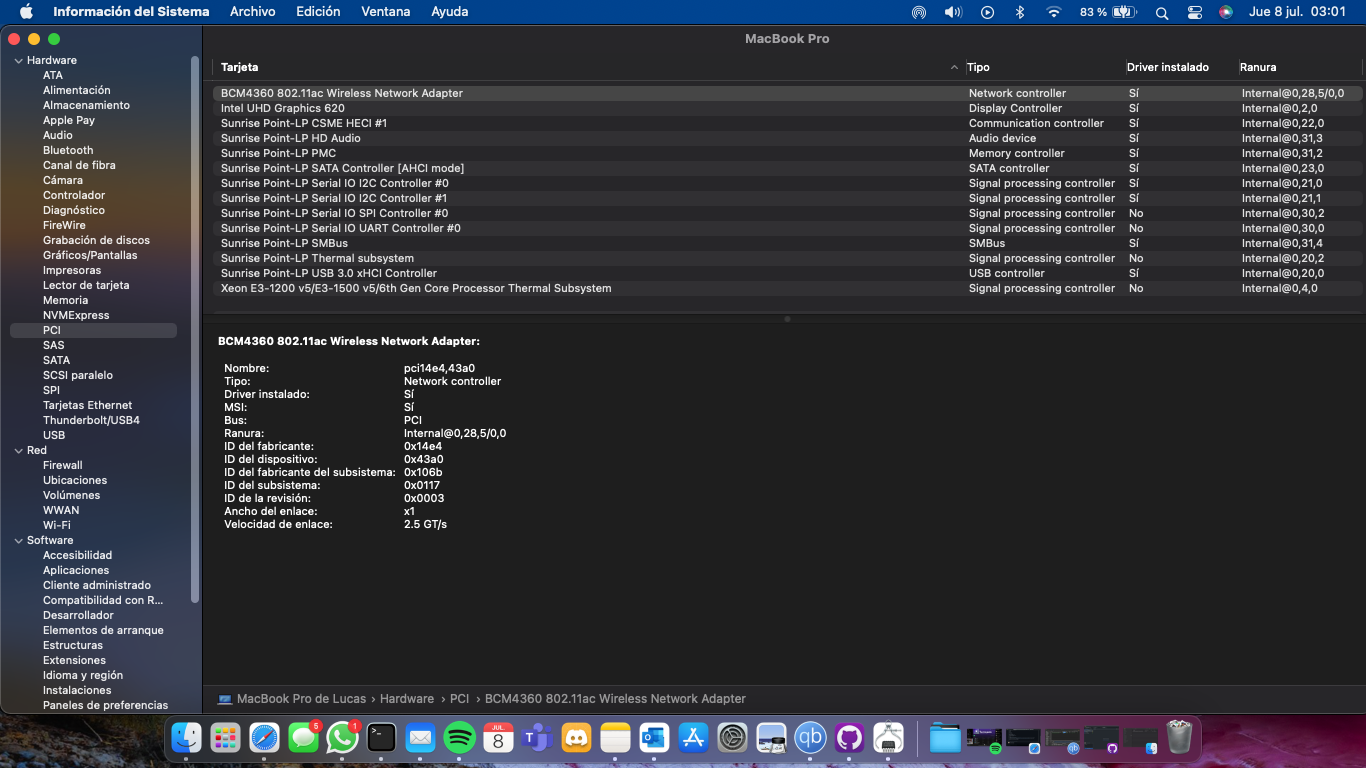 Información del Sistema Archivo Edición Ventana Ayuda 83 % Jue 8 jul. 03:01
MacBook Pro
Hardware
ATA
Alimentación
Almacenamiento
Apple Pay
Audio
Bluetooth
Canal de fibra
Cámara
Controlador
Diagnóstico
FireWire
Grabación de discos
Gráficos/Pantallas
Impresoras
Lector de tarjeta
Memoria
NVMExpress
PCI
SAS
SATA
SCSI paralelo
SPI
Tarjetas Ethernet
Thunderbolt/USB4
USB
Red
Firewall
Ubicaciones
Volúmenes
WWAN
Wi-Fi
Software
Accesibilidad
Aplicaciones
Cliente administrado
Compatibilidad con R...
Desarrollador
Elementos de arranque
Estructuras
Extensiones
Idioma y región
Instalaciones
Paneles de preferencias
Tarjeta Tipo Driver instalado Ranura
BCM4360 802.11ac Wireless Network Adapter Network controller Sí Internal@0,28,5/0,0
Intel UHD Graphics 620 Display Controller Sí Internal@0,2,0
Sunrise Point-LP CSME HECI #1 Communication controller Sí Internal@0,22,0
Sunrise Point-LP HD Audio Audio device Sí Internal@0,31,3
Sunrise Point-LP PMC Memory controller Sí Internal@0,31,2
Sunrise Point-LP SATA Controller [AHCI mode] SATA controller Sí Internal@0,23,0
Sunrise Point-LP Serial IO I2C Controller #0 Signal processing controller Sí Internal@0,21,0
Sunrise Point-LP Serial IO I2C Controller #1 Signal processing controller Sí Internal@0,21,1
Sunrise Point-LP Serial IO SPI Controller #0 Signal processing controller No Internal@0,30,2
Sunrise Point-LP Serial IO UART Controller #0 Signal processing controller No Internal@0,30,0
Sunrise Point-LP SMBus SMBus Sí Internal@0,31,4
Sunrise Point-LP Thermal subsystem Signal processing controller No Internal@0,20,2
Sunrise Point-LP USB 3.0 xHCI Controller USB controller Sí Internal@0,20,0
Xeon E3-1200 v5/E3-1500 v5/6th Gen Core Processor Thermal Subsystem Signal processing controller No Internal@0,4,0
BCM4360 802.11ac Wireless Network Adapter:
Nombre: pci14e4,43a0
Tipo: Network controller
Driver instalado: Sí
MSI: Sí
Bus: PCI
Ranura: Internal@0,28,5/0,0
ID del fabricante: 0x14e4
ID del dispositivo: 0x43a0
ID del fabricante del subsistema: 0x106b
ID del subsistema: 0x0117
ID de la revisión: 0x0003
Ancho del enlace: x1
Velocidad de enlace: 2.5 GT/s
MacBook Pro de Lucas › Hardware › PCI › BCM4360 802.11ac Wireless Network Adapter
5
1
JUL.
8
qb